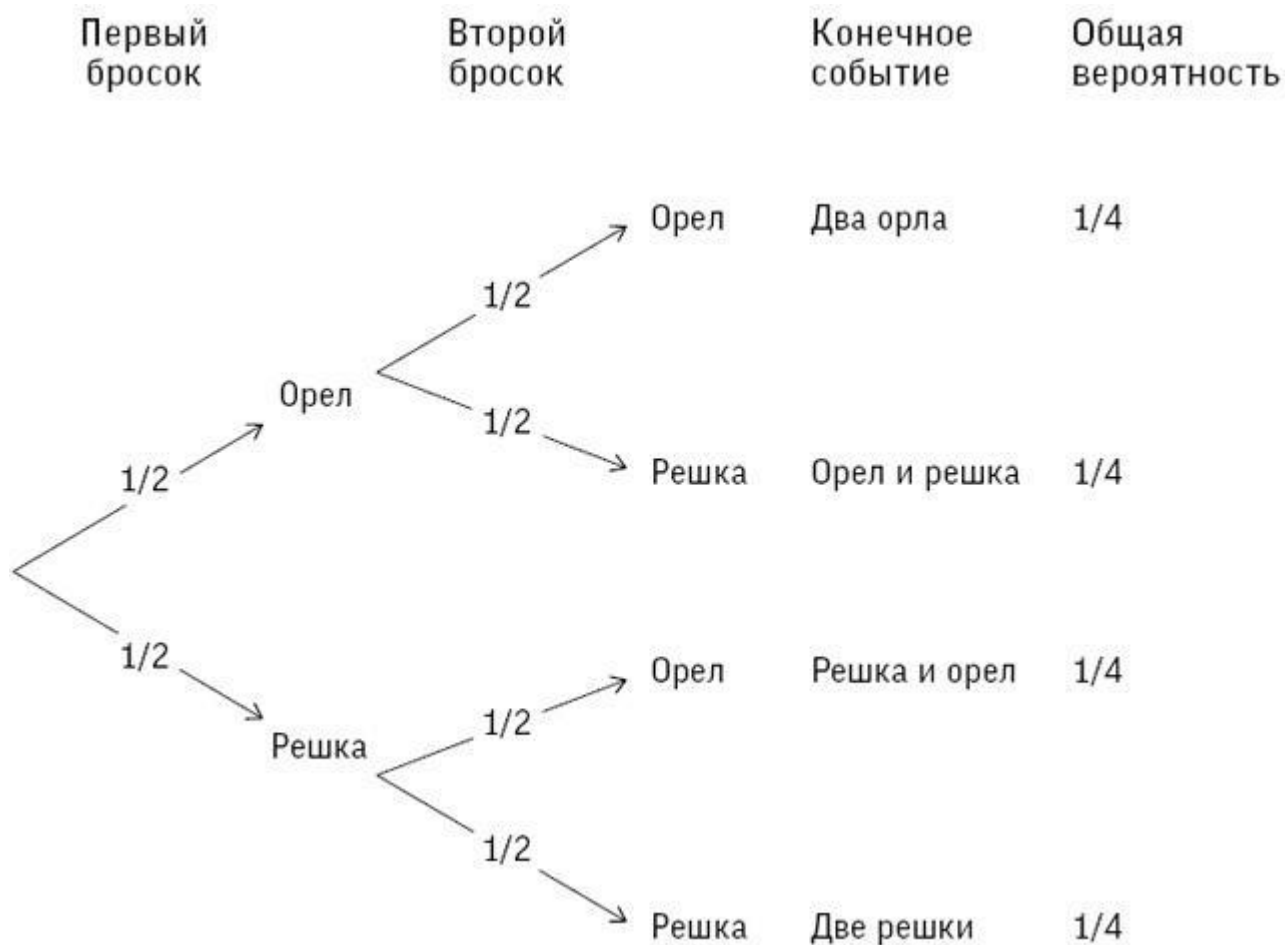 Первый бросок
Второй бросок
Конечное событие
Общая вероятность
Орел Два орла 1/4
1/2
Орел
1/2
1/2
Решка Орел и решка 1/4
1/2
Орел Решка и орел 1/4
1/2
Решка
1/2
Решка Две решки 1/4